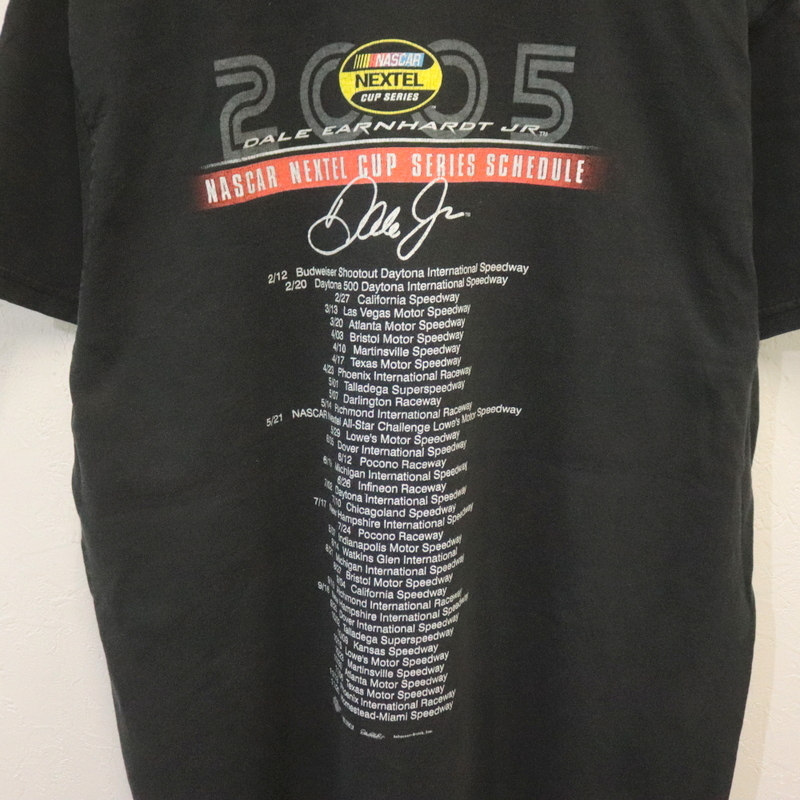 2005
NASCAR
NEXTEL
CUP SERIES
DALE EARNHARDT JR™
NASCAR NEXTEL CUP SERIES SCHEDULE
Dale Jr
2/12 Budweiser Shootout Daytona International Speedway
2/20 Daytona 500 Daytona International Speedway
2/27 California Speedway
3/13 Las Vegas Motor Speedway
3/20 Atlanta Motor Speedway
4/03 Bristol Motor Speedway
4/10 Martinsville Speedway
4/17 Texas Motor Speedway
4/23 Phoenix International Raceway
5/01 Talladega Superspeedway
5/07 Darlington Raceway
5/14 Richmond International Raceway
5/21 NASCAR Nextel All-Star Challenge Lowe's Motor Speedway
5/29 Lowe's Motor Speedway
Dover International Speedway
6/12 Pocono Raceway
Michigan International Speedway
6/26 Infineon Raceway
7/02 Daytona International Speedway
7/10 Chicagoland Speedway
7/17 New Hampshire International Speedway
7/24 Pocono Raceway
Indianapolis Motor Speedway
Watkins Glen International
Michigan International Speedway
Bristol Motor Speedway
California Speedway
Richmond International Raceway
Hampshire International Speedway
Dover International Speedway
Talladega Superspeedway
Kansas Speedway
Lowe's Motor Speedway
Martinsville Speedway
Atlanta Motor Speedway
Texas Motor Speedway
Phoenix International Raceway
Homestead-Miami Speedway